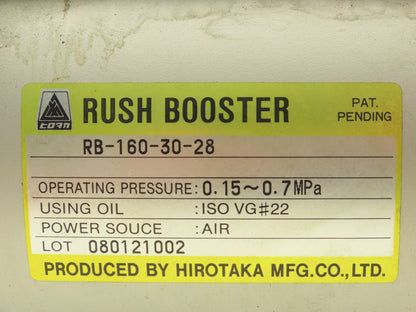 ヒロタカ
RUSH BOOSTER
PAT.
PENDING
RB-160-30-28
OPERATING PRESSURE:0.15~0.7MPa
USING OIL :ISO VG#22
POWER SOUCE :AIR
LOT 080121002
PRODUCED BY HIROTAKA MFG.CO.,LTD.